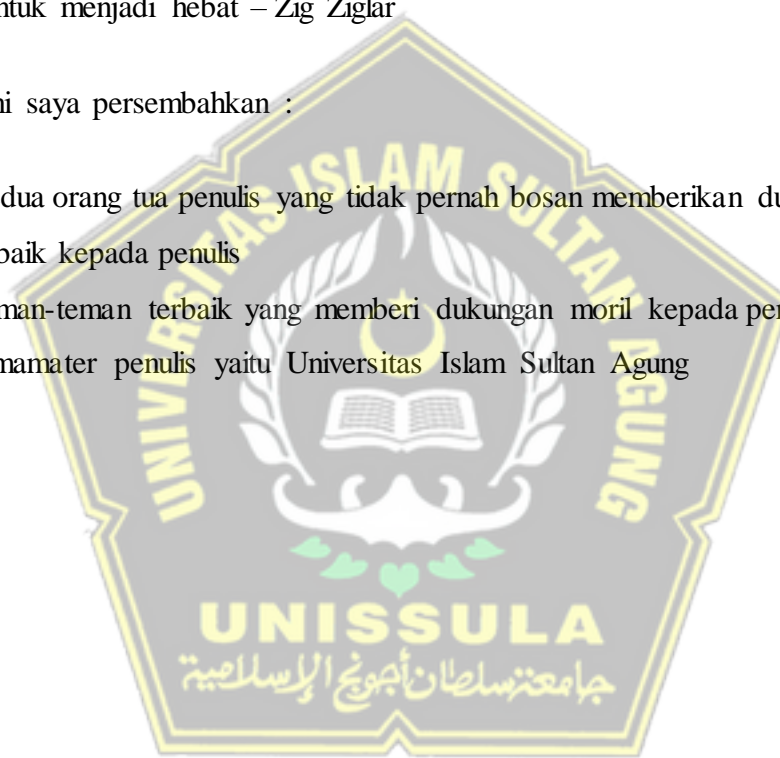 ntuk menjadi hebat – Zig Ziglar
ni saya persembahkan :
dua orang tua penulis yang tidak pernah bosan memberikan du
baik kepada penulis
man-teman terbaik yang memberi dukungan moril kepada per
mamater penulis yaitu Universitas Islam Sultan Agung
UNIVERSITAS ISLAM SULTAN AGUNG
UNISSULA
جامعة سلطان أجونج الإسلامية